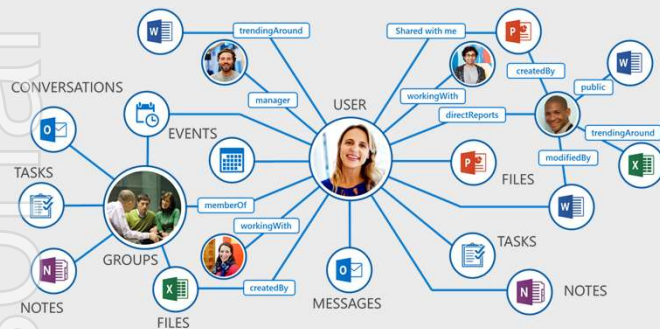 trendingAround
Shared with me
createdBy
public
CONVERSATIONS
manager
USER
workingWith
directReports
EVENTS
trendingAround
TASKS
modifiedBy
FILES
memberOf
workingWith
TASKS
GROUPS
createdBy
MESSAGES
NOTES
NOTES
FILES